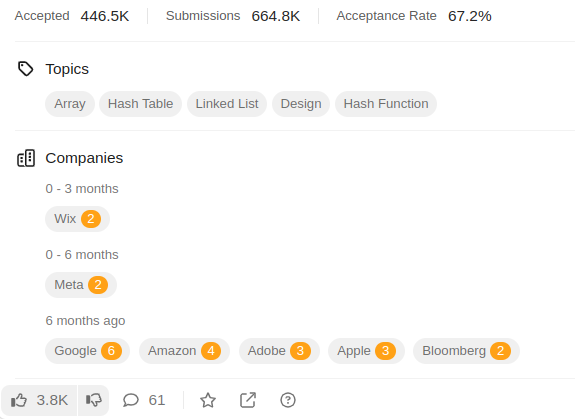 Accepted 446.5K Submissions 664.8K Acceptance Rate 67.2%
Topics
Array Hash Table Linked List Design Hash Function
Companies
0 - 3 months
Wix 2
0 - 6 months
Meta 2
6 months ago
Google 6 Amazon 4 Adobe 3 Apple 3 Bloomberg 2
3.8K 61